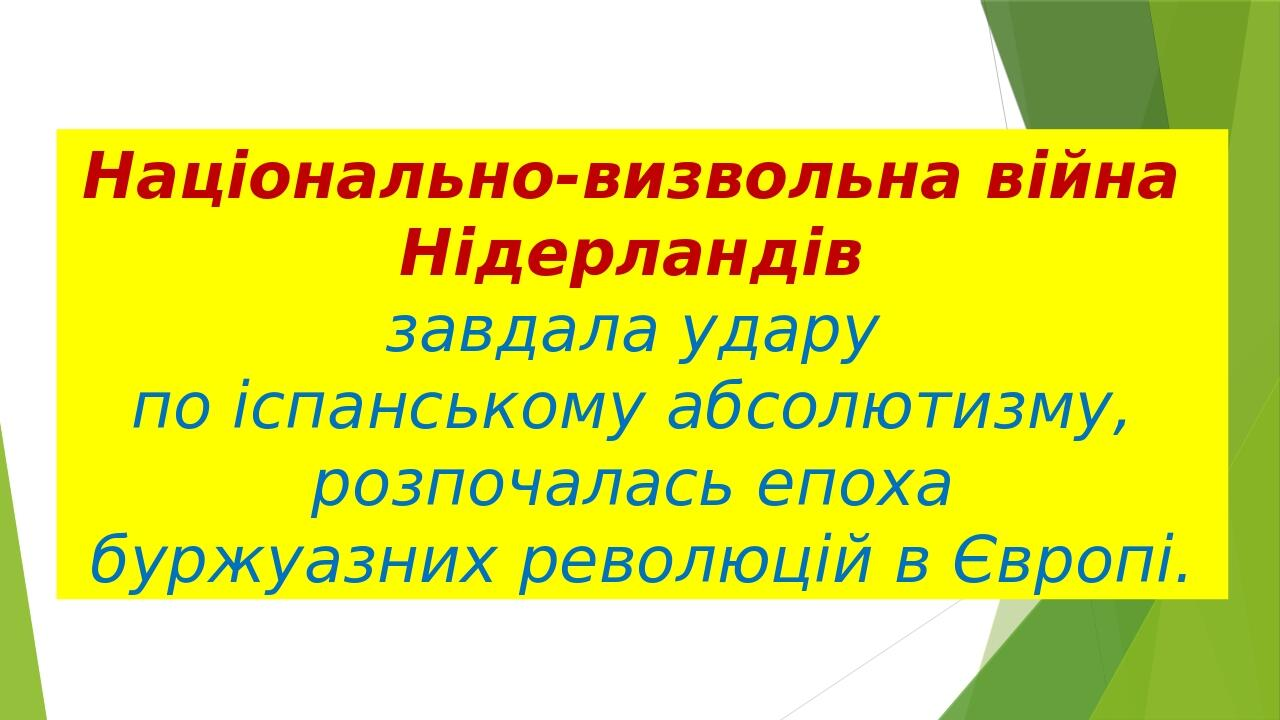 Національно-визвольна війна
Нідерландів
завдала удару
по іспанському абсолютизму,
розпочалась епоха
буржуазних революцій в Європі.